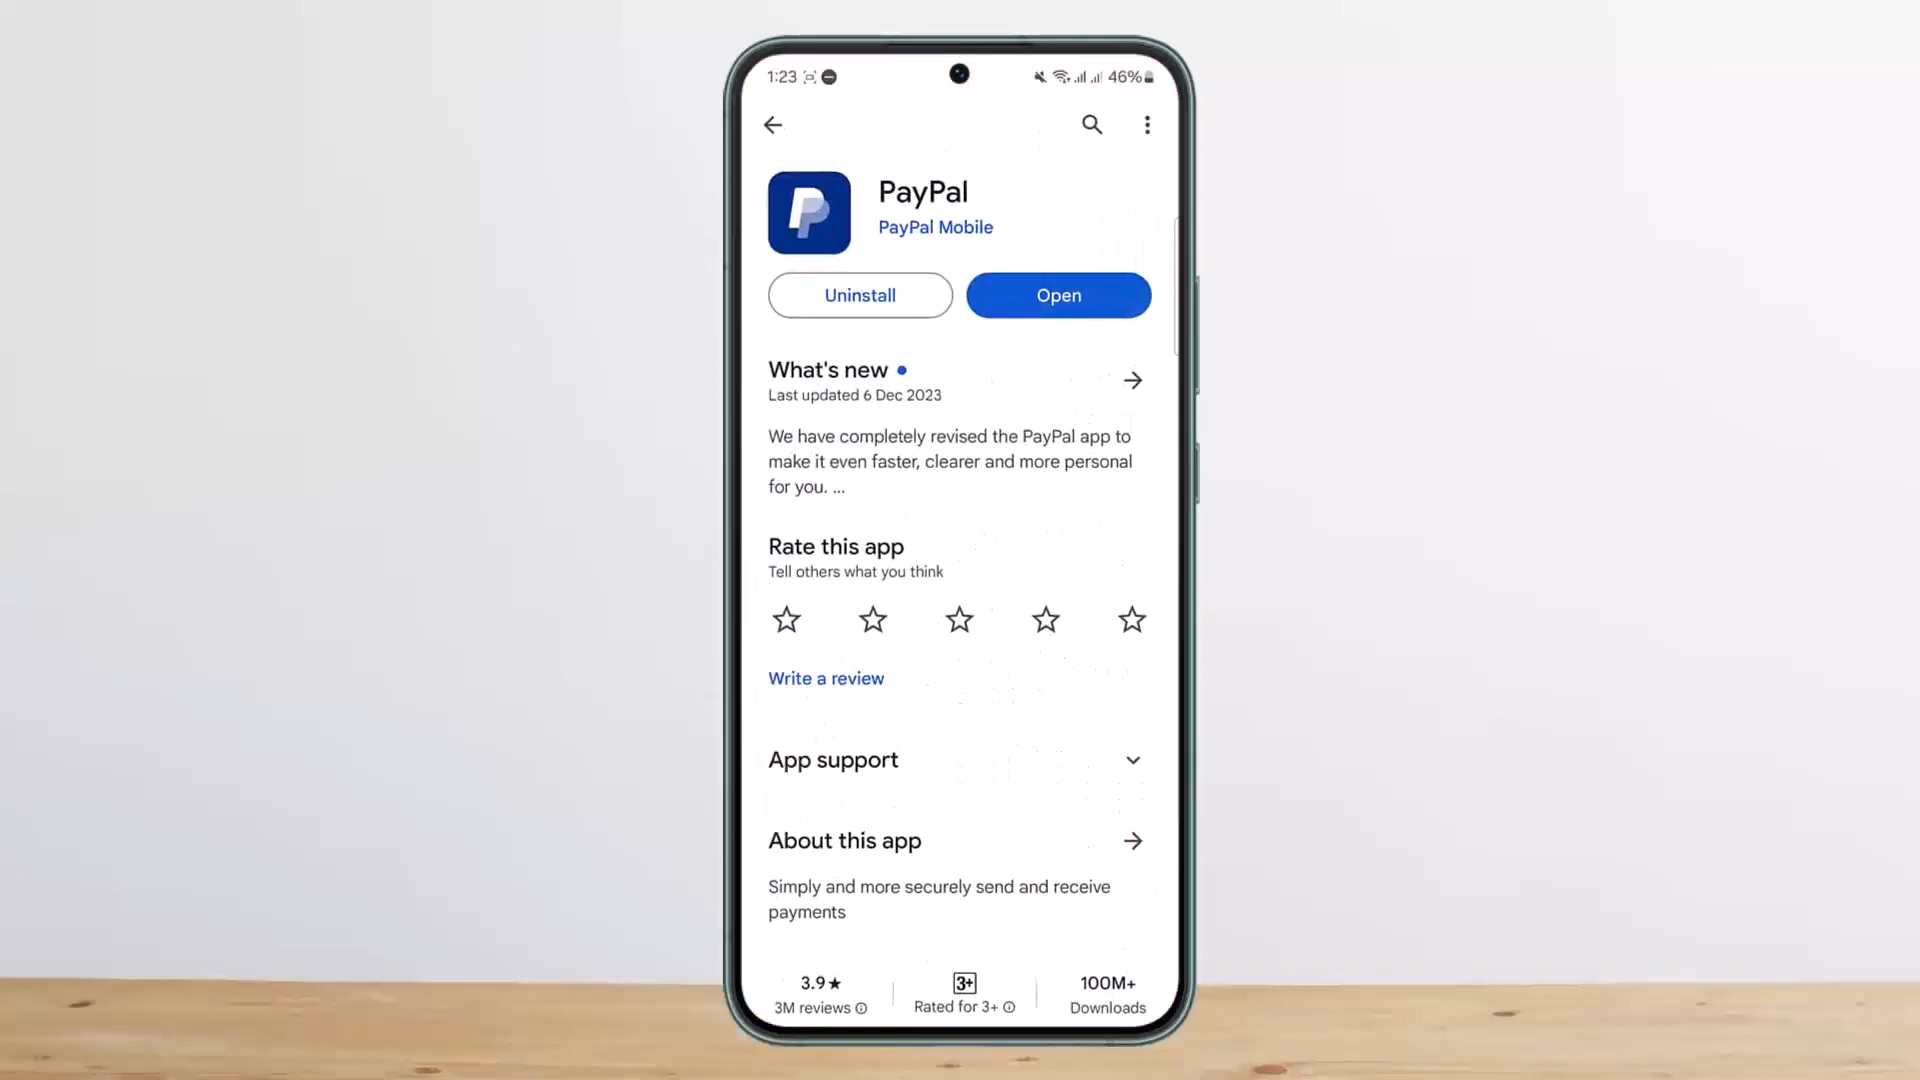 1:23 46%
PayPal
PayPal Mobile
Uninstall Open
What's new
Last updated 6 Dec 2023
We have completely revised the PayPal app to
make it even faster, clearer and more personal
for you. ...
Rate this app
Tell others what you think
Write a review
App support
About this app
Simply and more securely send and receive
payments
3.9★ 3+ 100M+
3M reviews Rated for 3+ Downloads